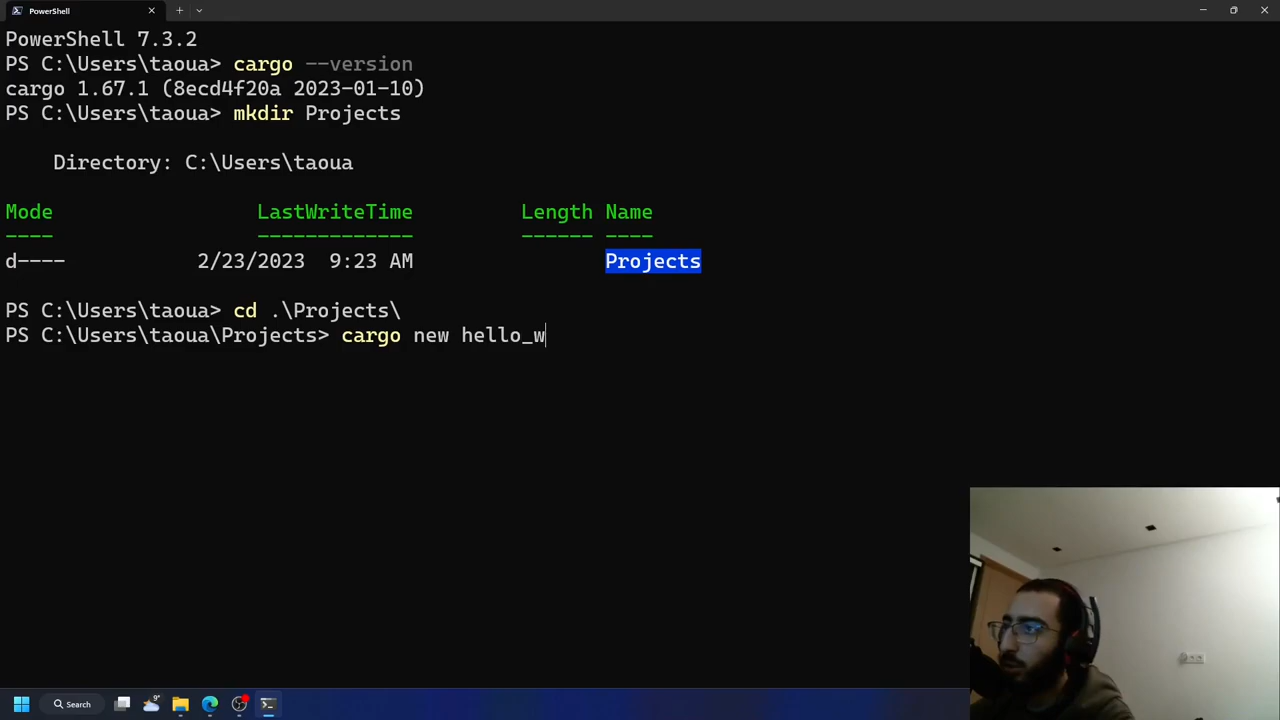 PowerShell
PowerShell 7.3.2
PS C:\Users\taoua> cargo --version
cargo 1.67.1 (8ecd4f20a 2023-01-10)
PS C:\Users\taoua> mkdir Projects
Directory: C:\Users\taoua
Mode LastWriteTime Length Name
---- ------------- ------ ----
d---- 2/23/2023 9:23 AM Projects
PS C:\Users\taoua> cd .\Projects\
PS C:\Users\taoua\Projects> cargo new hello_w
Search
9°